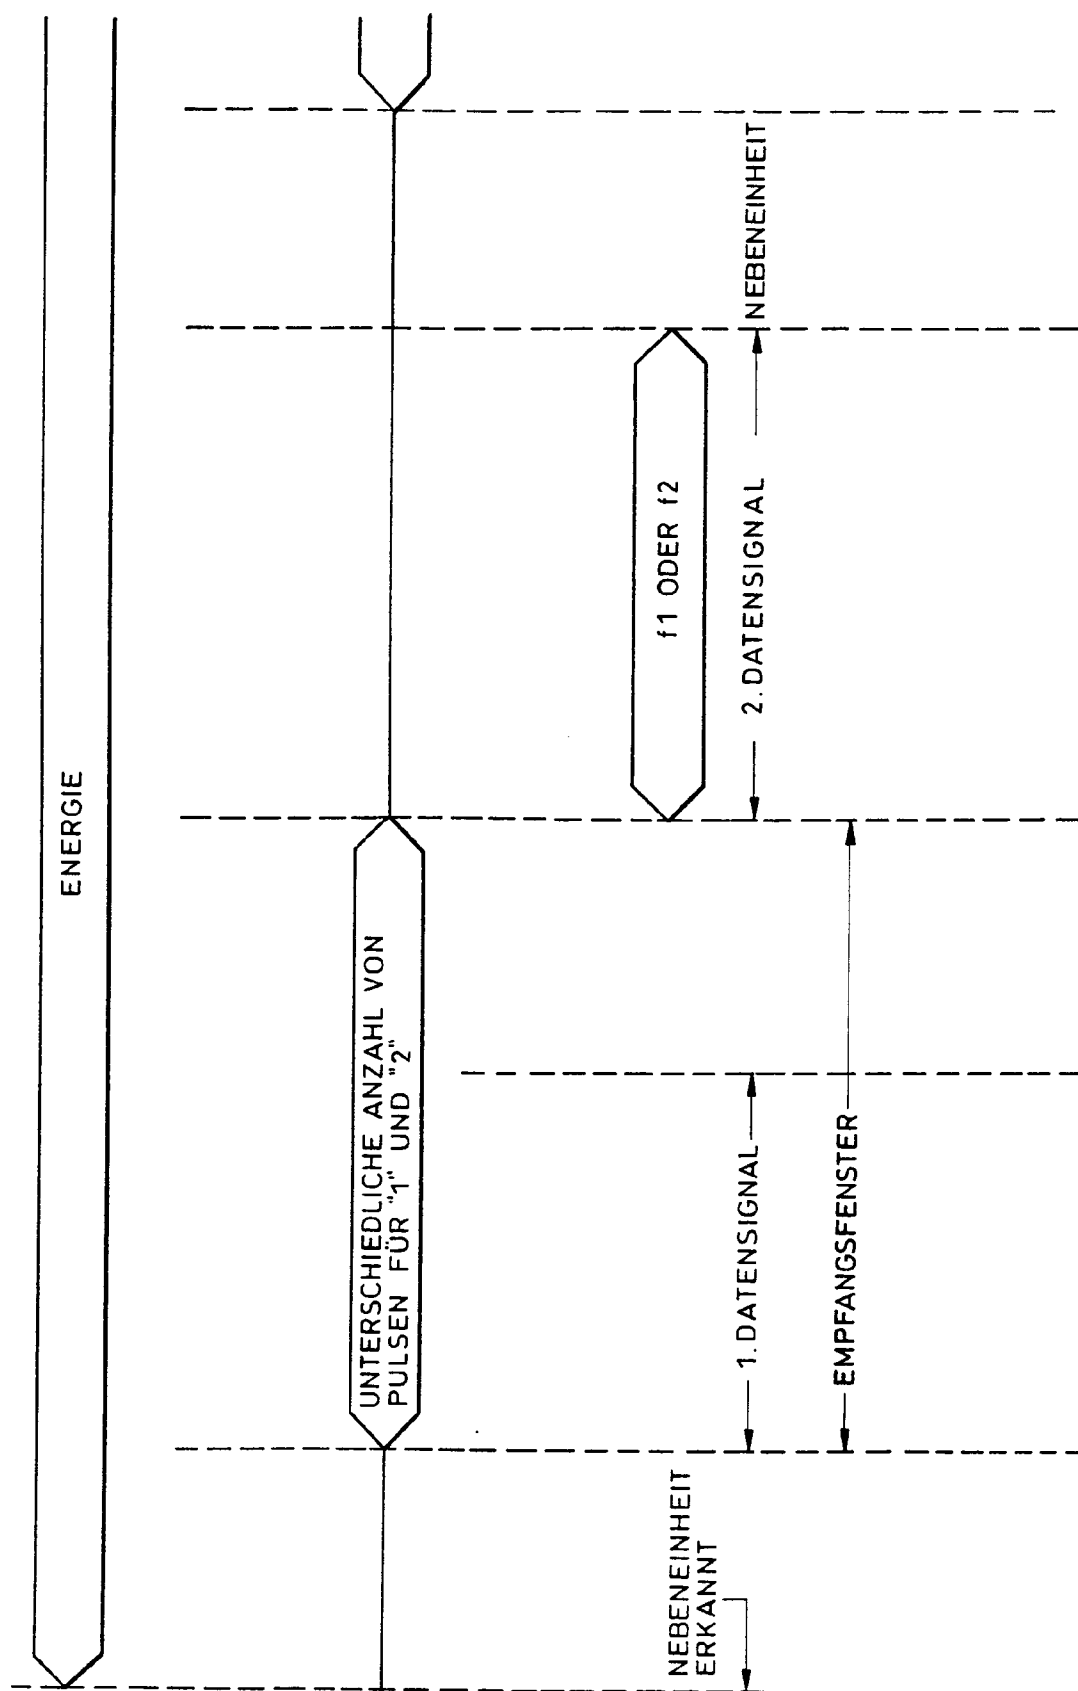 ENERGIE
UNTERSCHIEDLICHE ANZAHL VON
PULSEN FÜR "1" UND "2"
f1 ODER f2
NEBENEINHEIT
ERKANNT
1.DATENSIGNAL
2.DATENSIGNAL
NEBENEINHEIT
EMPFANGSFENSTER